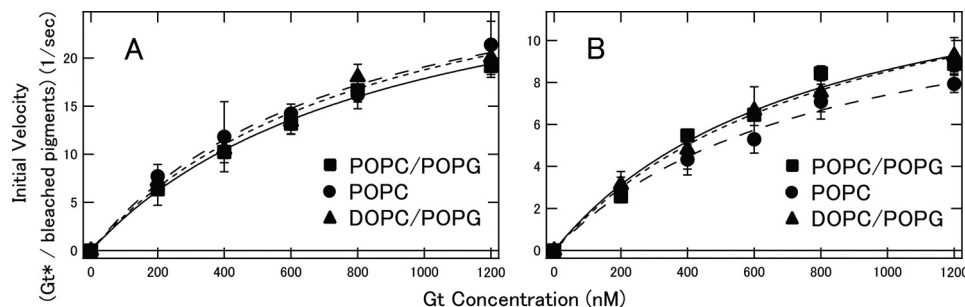 A
B
Initial Velocity
(Gt* / bleached pigments) (1/sec)
20
15
10
5
0
POPC/POPG
POPC
DOPC/POPG
0 200 400 600 800 1000 1200
10
8
6
4
2
0
POPC/POPG
POPC
DOPC/POPG
0 200 400 600 800 1000 1200
Gt Concentration (nM)